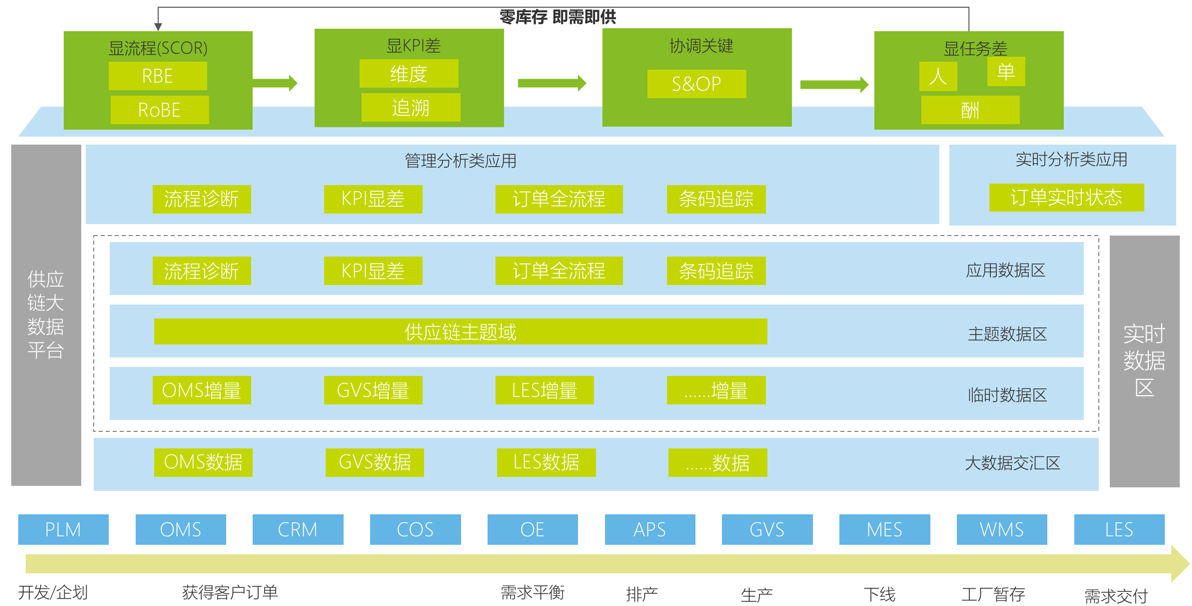 零库存 即需即供
显流程(SCOR)
RBE
RoBE
显KPI差
维度
追溯
协调关键
S&OP
显任务差
人
单
酬
管理分析类应用
流程诊断
KPI显差
订单全流程
条码追踪
实时分析类应用
订单实时状态
供应
链大
数据
平台
流程诊断
KPI显差
订单全流程
条码追踪
应用数据区
供应链主题域
主题数据区
OMS增量
GVS增量
LES增量
......增量
临时数据区
OMS数据
GVS数据
LES数据
......数据
大数据交汇区
实时
数据
区
PLM
OMS
CRM
COS
OE
APS
GVS
MES
WMS
LES
开发/企划
获得客户订单
需求平衡
排产
生产
下线
工厂暂存
需求交付